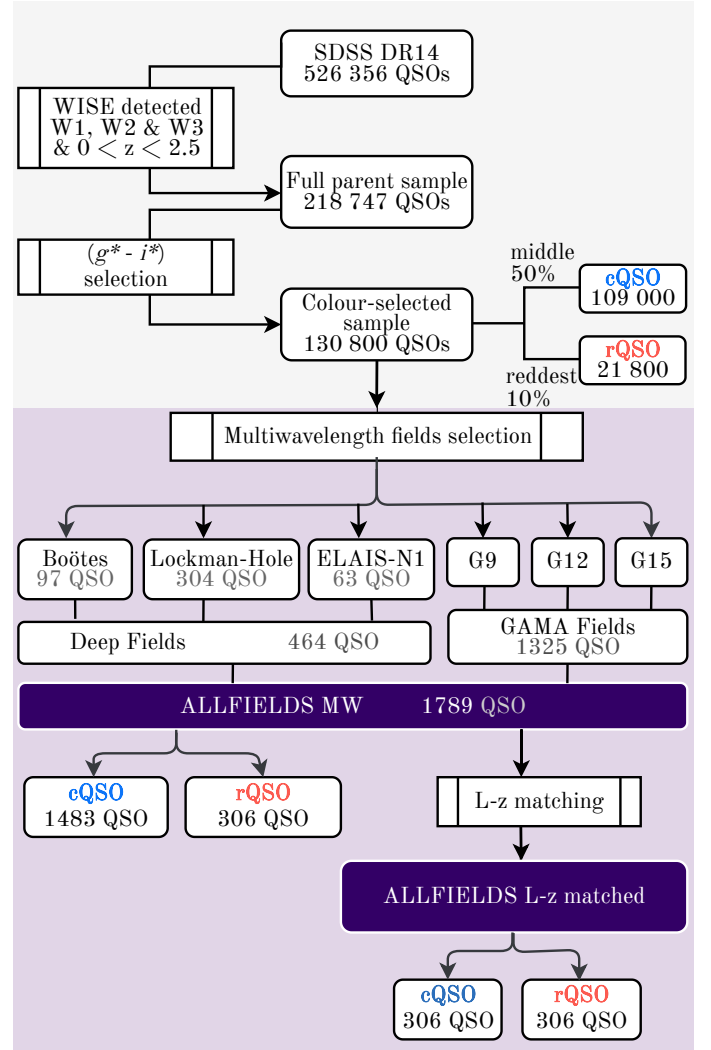 SDSS DR14
526 356 QSOs
WISE detected
W1, W2 & W3
& 0 < z < 2.5
Full parent sample
218 747 QSOs
(g* - i*)
selection
Colour-selected
sample
130 800 QSOs
middle
50%
cQSO
109 000
rQSO
21 800
reddest
10%
Multiwavelength fields selection
Boötes
97 QSO
Lockman-Hole
304 QSO
ELAIS-N1
63 QSO
G9
G12
G15
Deep Fields 464 QSO
GAMA Fields
1325 QSO
ALLFIELDS MW 1789 QSO
cQSO
1483 QSO
rQSO
306 QSO
L-z matching
ALLFIELDS L-z matched
cQSO
306 QSO
rQSO
306 QSO